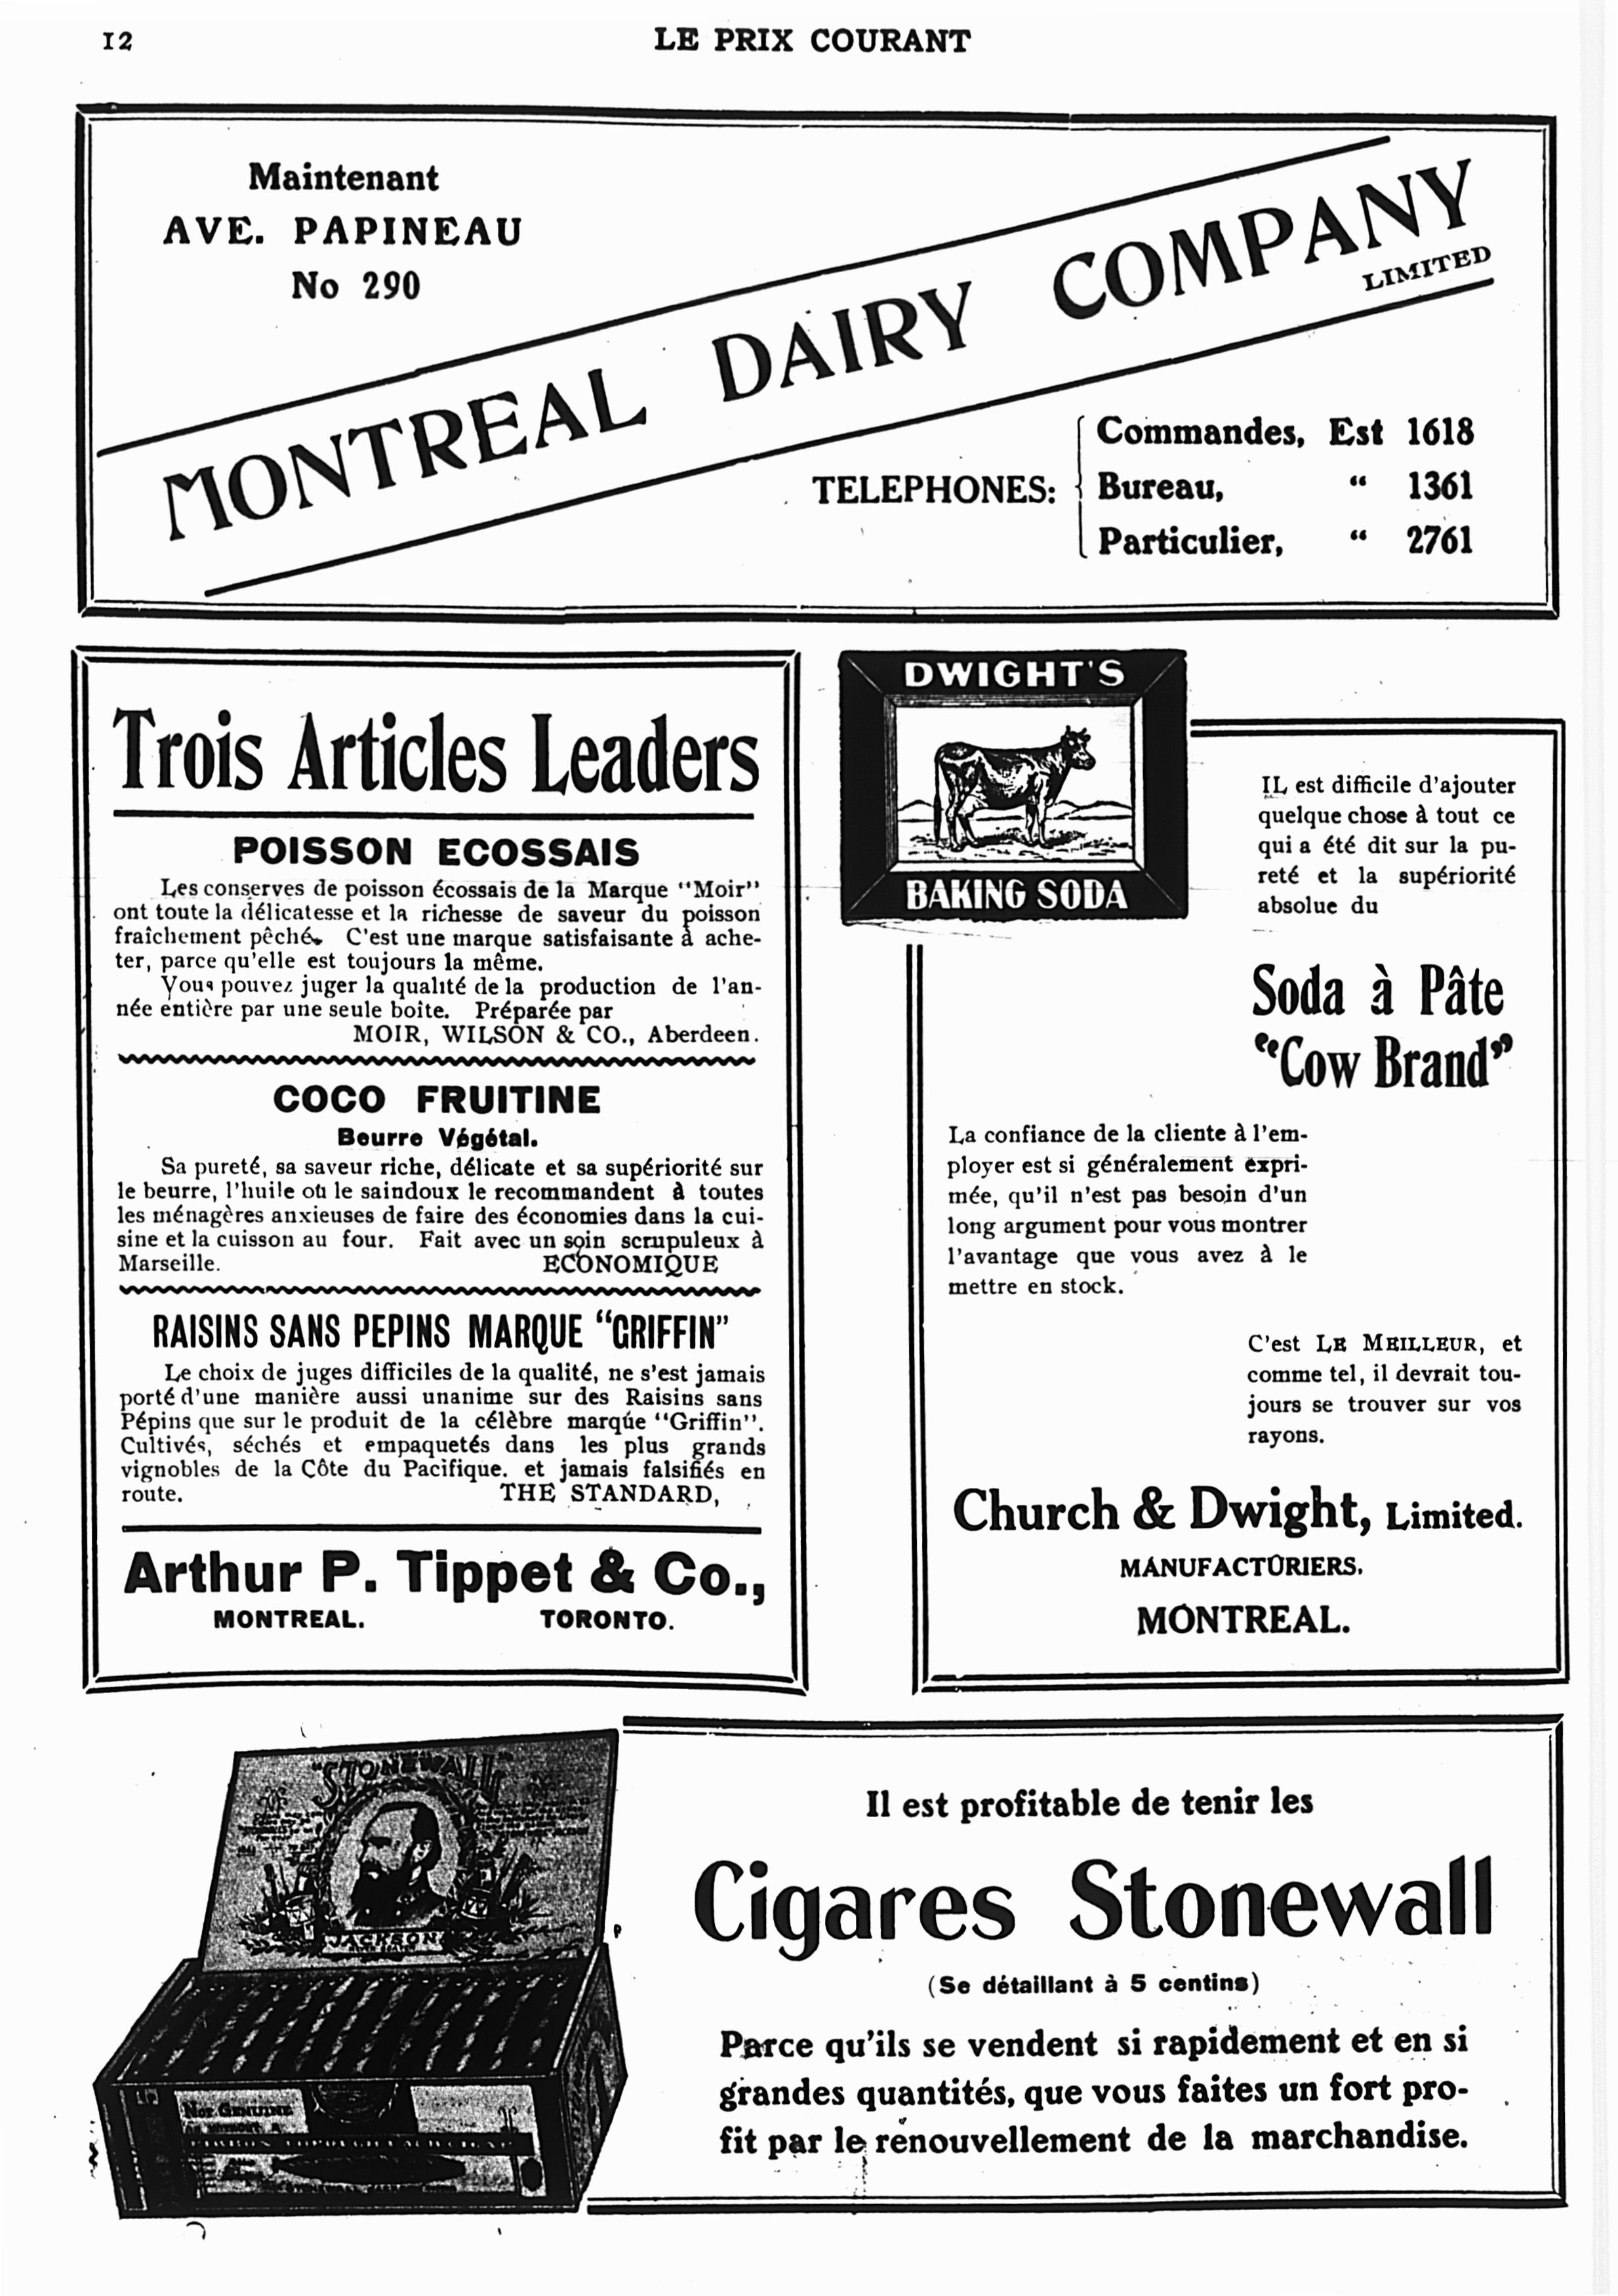 12
LE PRIX COURANT
Maintenant
AVE. PAPINEAU
No 290
MONTREAL DAIRY COMPANY
LIMITED
TELEPHONES:
Commandes, Est 1618
Bureau, “ 1361
Particulier, “ 2761
Trois Articles Leaders
POISSON ECOSSAIS
Les conserves de poisson écossais de la Marque "Moir"
ont toute la délicatesse et la richesse de saveur du poisson
fraîchement pêché. C'est une marque satisfaisante à ache-
ter, parce qu'elle est toujours la même.
Vous pouvez juger la qualité de la production de l'an-
née entière par une seule boîte. Préparée par
MOIR, WILSON & CO., Aberdeen.
COCO FRUITINE
Beurre Végétal.
Sa pureté, sa saveur riche, délicate et sa supériorité sur
le beurre, l'huile ou le saindoux le recommandent à toutes
les ménagères anxieuses de faire des économies dans la cui-
sine et la cuisson au four. Fait avec un soin scrupuleux à
Marseille. ECONOMIQUE
RAISINS SANS PEPINS MARQUE "GRIFFIN"
Le choix de juges difficiles de la qualité, ne s'est jamais
porté d'une manière aussi unanime sur des Raisins sans
Pépins que sur le produit de la célèbre marque "Griffin".
Cultivés, séchés et empaquetés dans les plus grands
vignobles de la Côte du Pacifique. et jamais falsifiés en
route. THE STANDARD,
Arthur P. Tippet & Co.,
MONTREAL. TORONTO.
DWIGHT'S
BAKING SODA
IL est difficile d'ajouter
quelque chose à tout ce
qui a été dit sur la pu-
reté et la supériorité
absolue du
Soda à Pâte
"Cow Brand"
La confiance de la cliente à l'em-
ployer est si généralement expri-
mée, qu'il n'est pas besoin d'un
long argument pour vous montrer
l'avantage que vous avez à le
mettre en stock.
C'est LE MEILLEUR, et
comme tel, il devrait tou-
jours se trouver sur vos
rayons.
Church & Dwight, Limited.
MANUFACTURIERS.
MONTREAL.
"STONEWALL"
JACKSON
NOT GENUINE
Il est profitable de tenir les
Cigares Stonewall
(Se détaillant à 5 centins)
Parce qu'ils se vendent si rapidement et en si
grandes quantités, que vous faites un fort pro-
fit par le renouvellement de la marchandise.